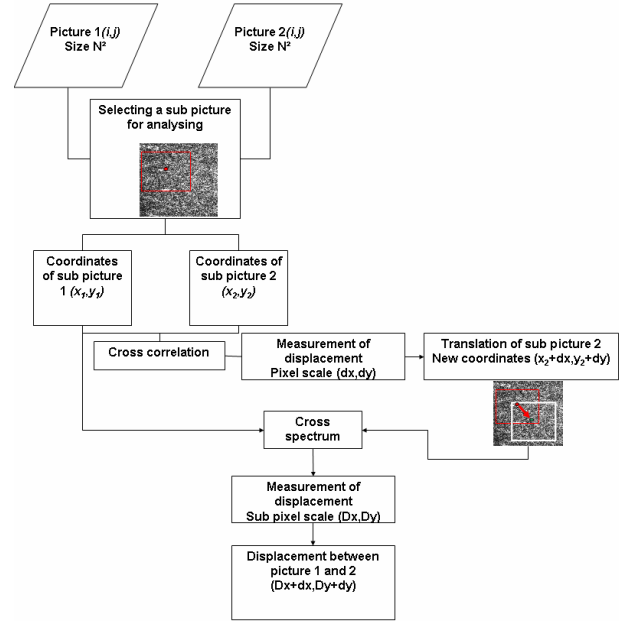 Picture 1(i,j)
Size N²
Picture 2(i,j)
Size N²
Selecting a sub picture
for analysing
Coordinates
of sub picture
1 (x₁,y₁)
Coordinates of
sub picture 2
(x₂,y₂)
Cross correlation
Measurement of
displacement
Pixel scale (dx,dy)
Translation of sub picture 2
New coordinates (x₂+dx,y₂+dy)
Cross
spectrum
Measurement of
displacement
Sub pixel scale (Dx,Dy)
Displacement between
picture 1 and 2
(Dx+dx,Dy+dy)